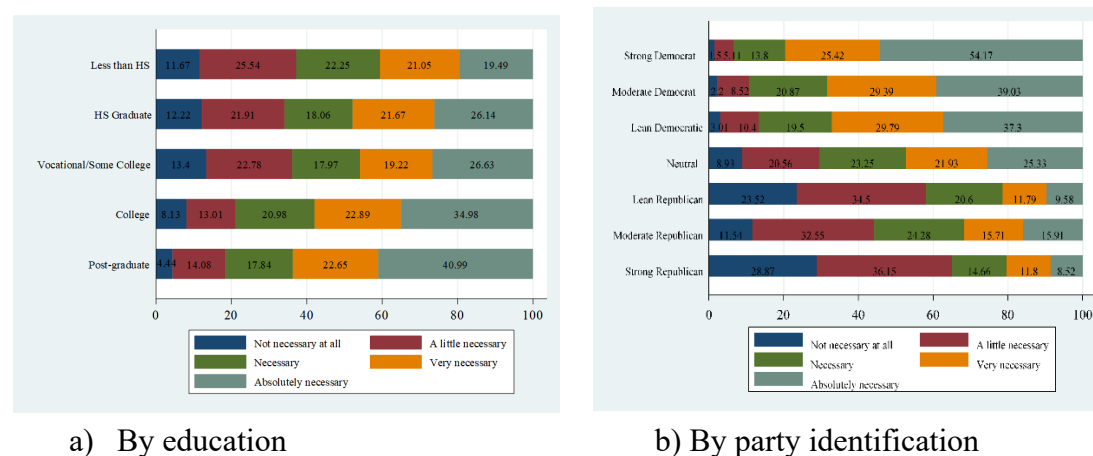 Less than HS 11.67 25.54 22.25 21.05 19.49
HS Graduate 12.22 21.91 18.06 21.67 26.14
Vocational/Some College 13.4 22.78 17.97 19.22 26.63
College 8.13 13.01 20.98 22.89 34.98
Post-graduate 4.44 14.08 17.84 22.65 40.99
0 20 40 60 80 100
Not necessary at all A little necessary
Necessary Very necessary
Absolutely necessary
a) By education
Strong Democrat 13.8 25.42 54.17
Moderate Democrat 2.2 8.52 20.87 29.39 39.03
Lean Democratic 3.01 10.4 19.5 29.79 37.3
Neutral 8.93 20.56 23.25 21.93 25.33
Lean Republican 23.52 34.5 20.6 11.79 9.58
Moderate Republican 11.54 32.55 24.28 15.71 15.91
Strong Republican 28.87 36.15 14.66 11.8 8.52
0 20 40 60 80 100
Not necessary at all A little necessary
Necessary Very necessary
Absolutely necessary
b) By party identification